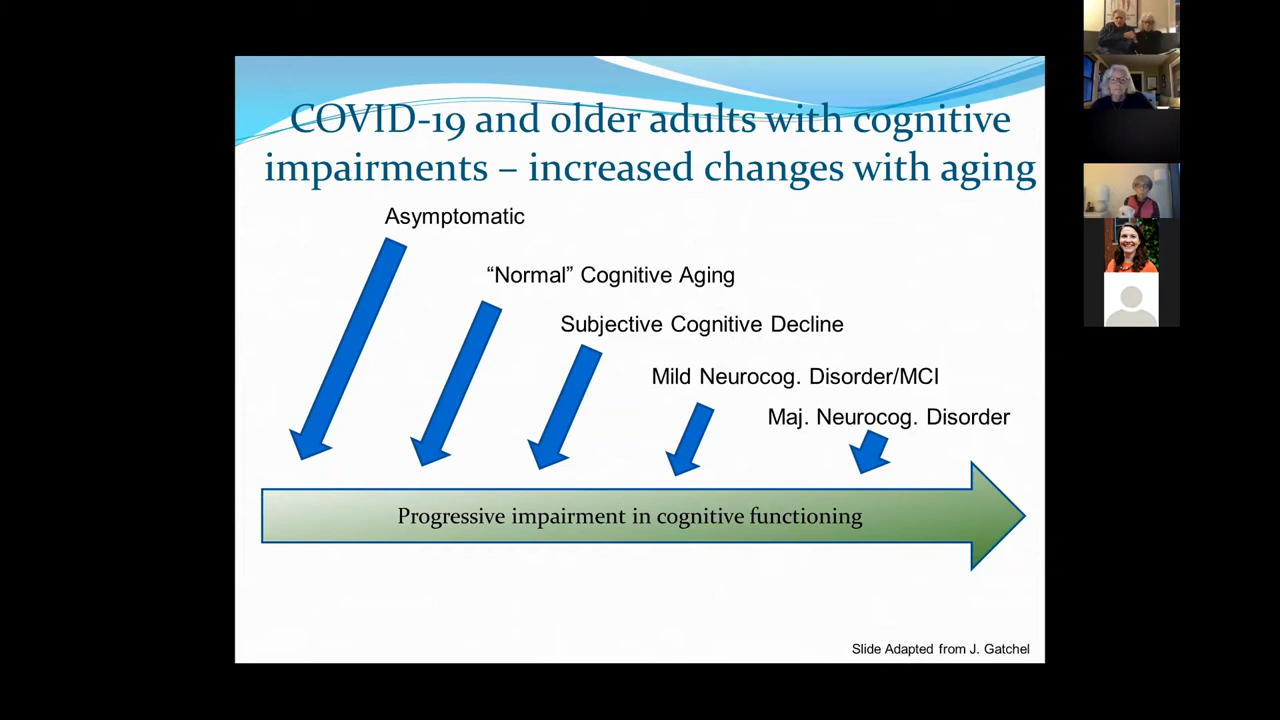 COVID-19 and older adults with cognitive
impairments – increased changes with aging
Asymptomatic
“Normal” Cognitive Aging
Subjective Cognitive Decline
Mild Neurocog. Disorder/MCI
Maj. Neurocog. Disorder
Progressive impairment in cognitive functioning
Slide Adapted from J. Gatchel